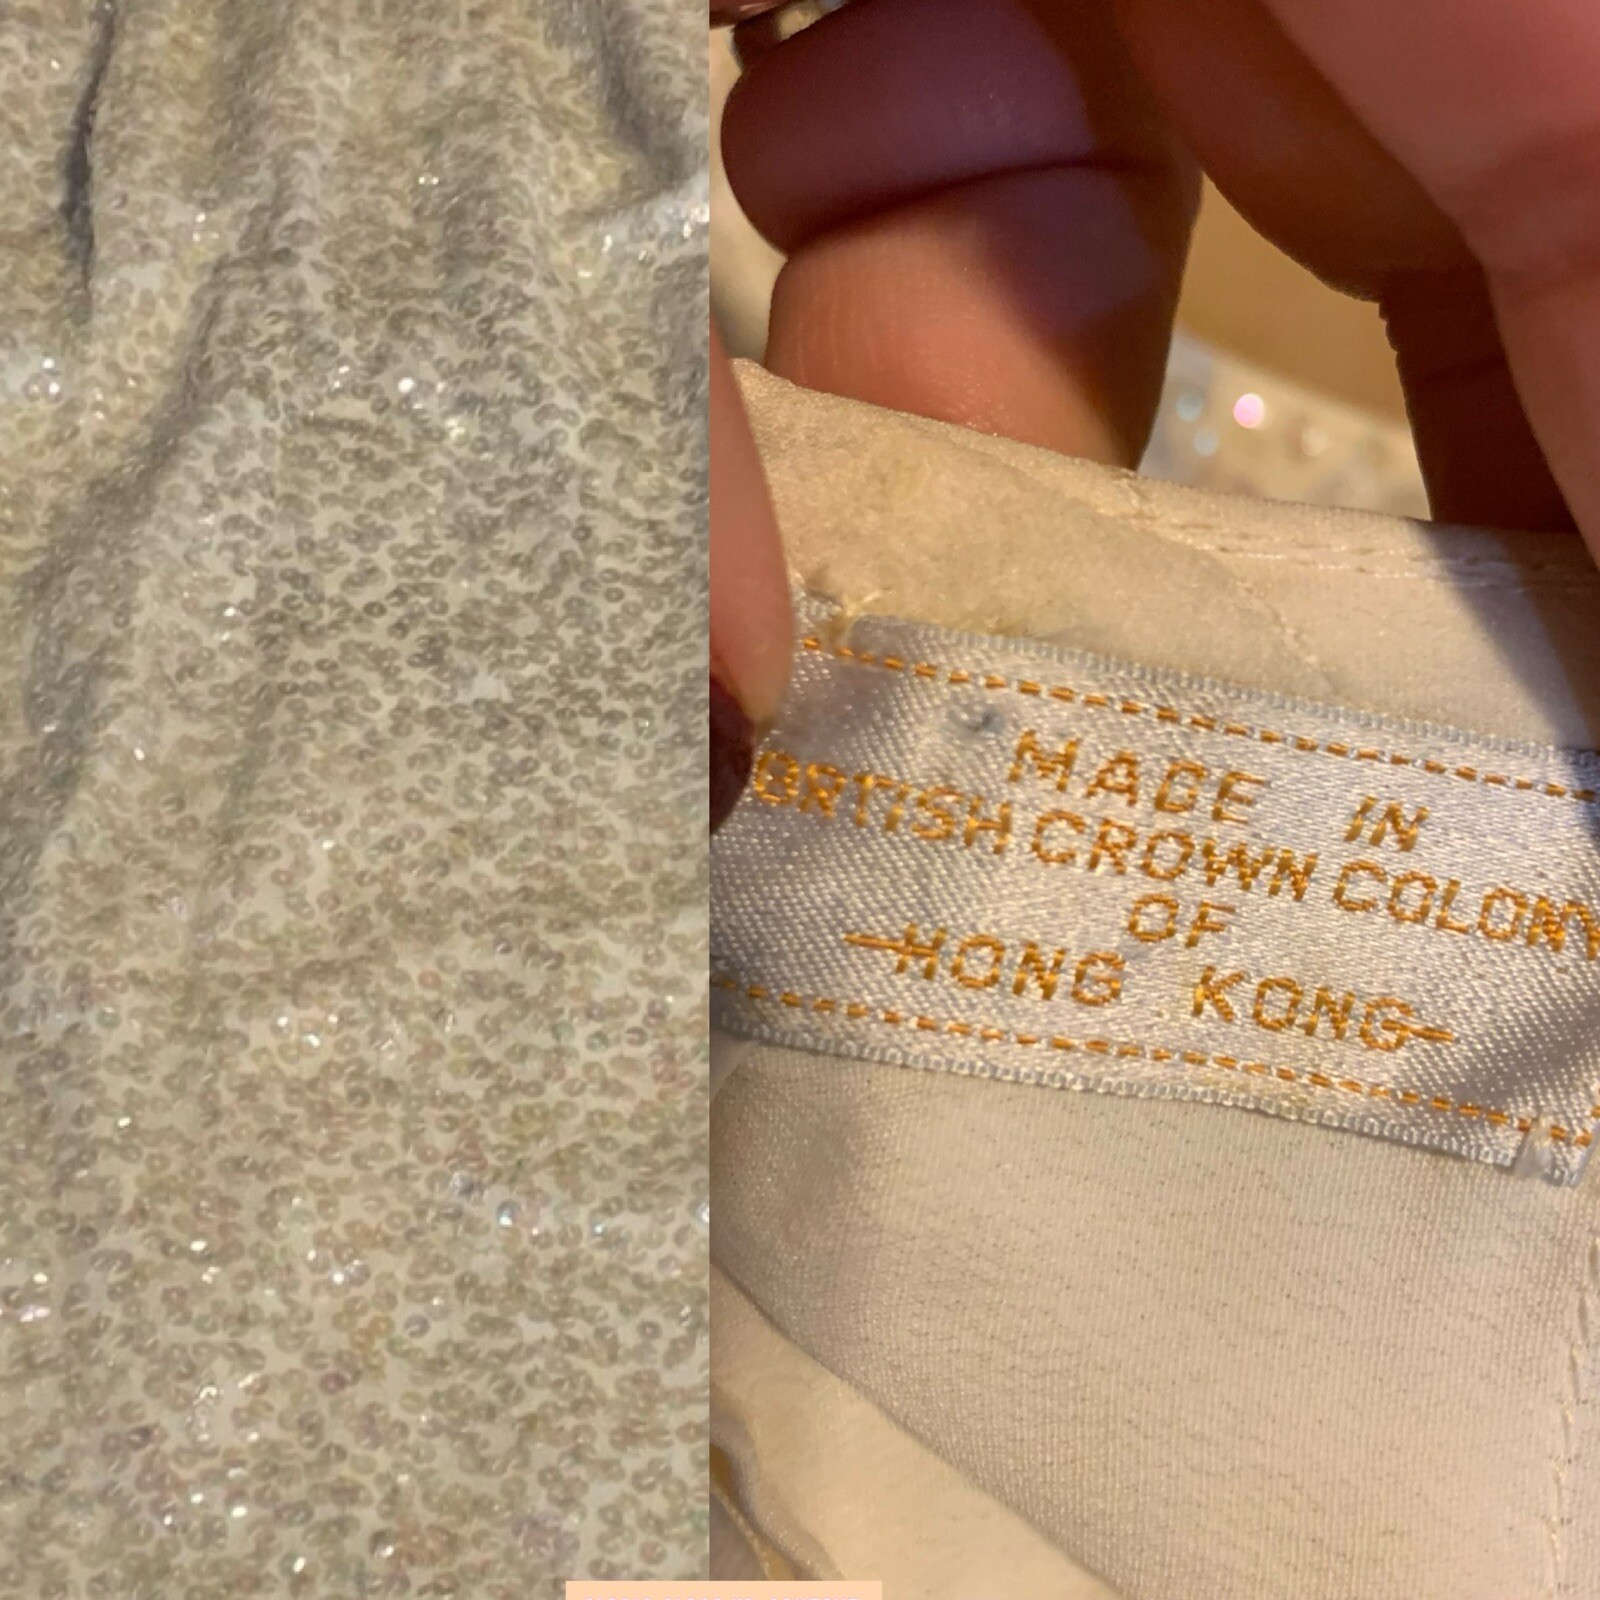 MADE IN
BRITISH CROWN COLONY
OF
HONG KONG